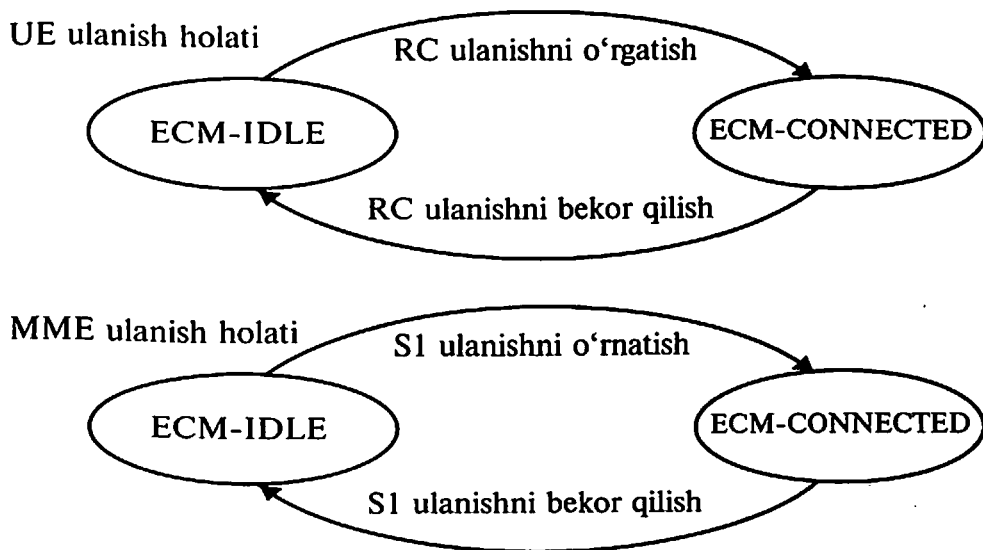 UE ulanish holati
RC ulanishni o‘rgatish
ECM-IDLE
ECM-CONNECTED
RC ulanishni bekor qilish
MME ulanish holati
S1 ulanishni o‘rnatish
ECM-IDLE
ECM-CONNECTED
S1 ulanishni bekor qilish